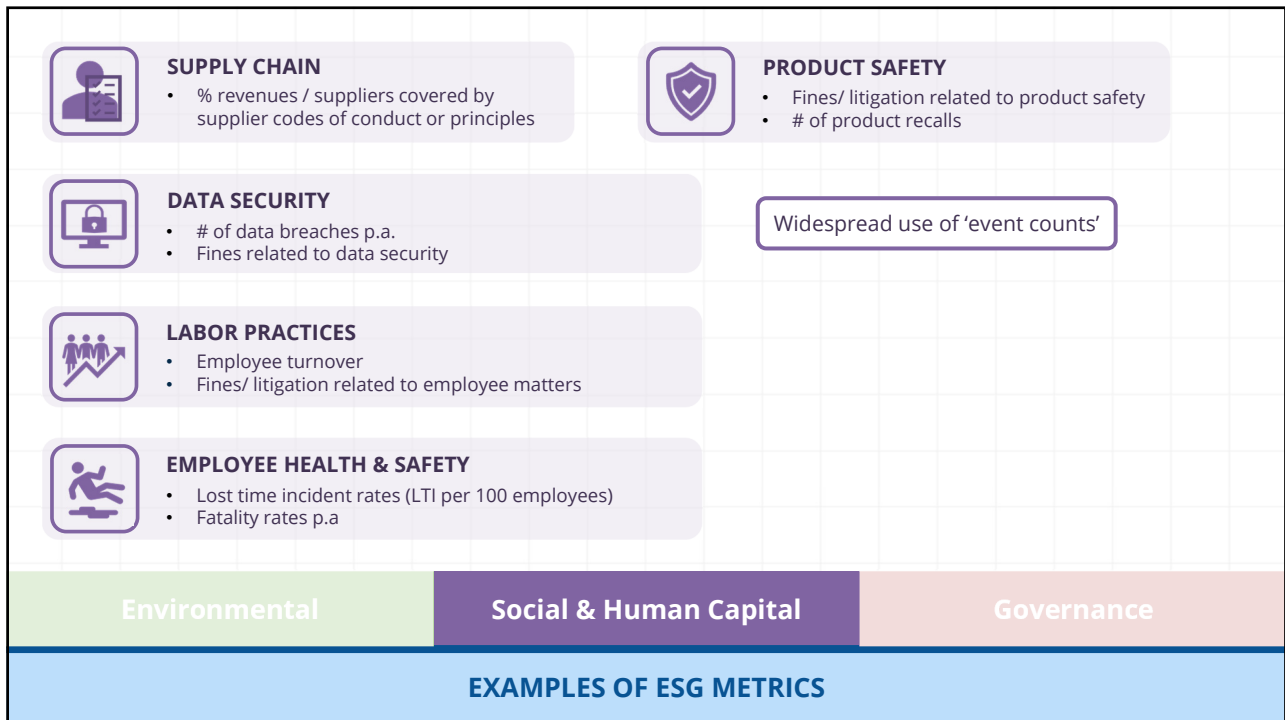 SUPPLY CHAIN
• % revenues / suppliers covered by
supplier codes of conduct or principles
PRODUCT SAFETY
• Fines/ litigation related to product safety
• # of product recalls
DATA SECURITY
• # of data breaches p.a.
• Fines related to data security
Widespread use of ‘event counts’
LABOR PRACTICES
• Employee turnover
• Fines/ litigation related to employee matters
EMPLOYEE HEALTH & SAFETY
• Lost time incident rates (LTI per 100 employees)
• Fatality rates p.a
Environmental
Social & Human Capital
Governance
EXAMPLES OF ESG METRICS